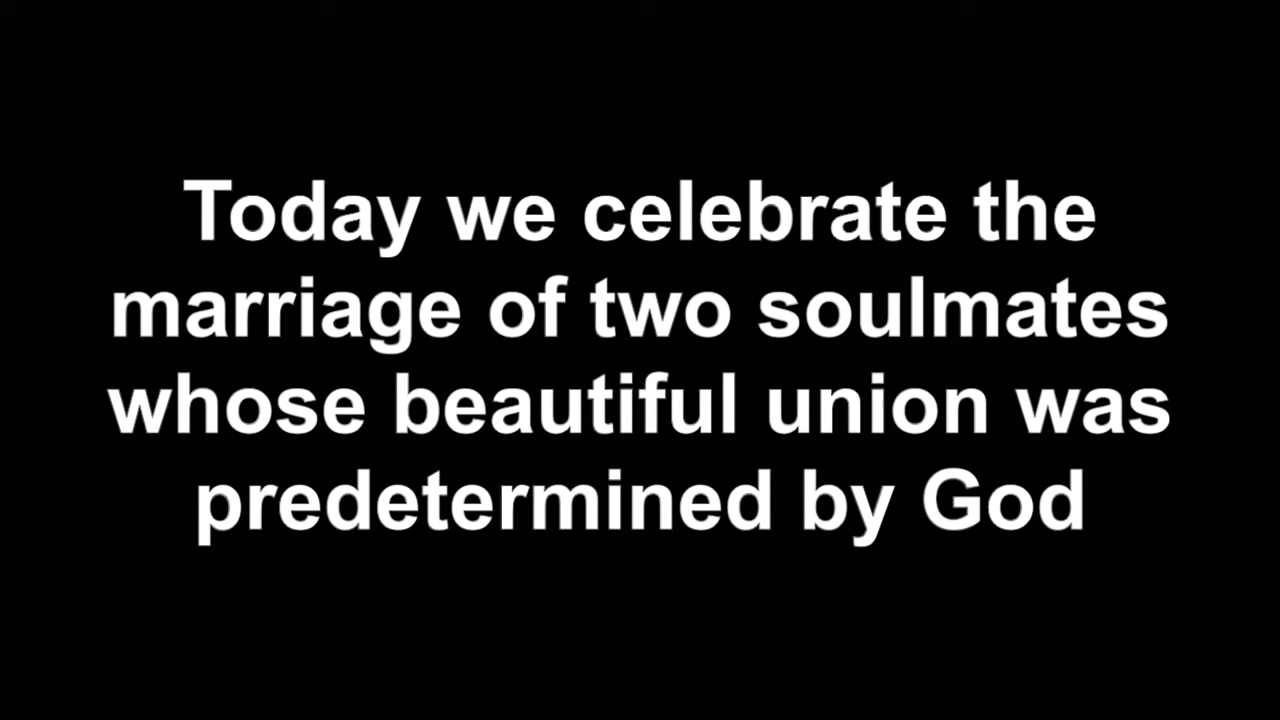 Today we celebrate the
marriage of two soulmates
whose beautiful union was
predetermined by God